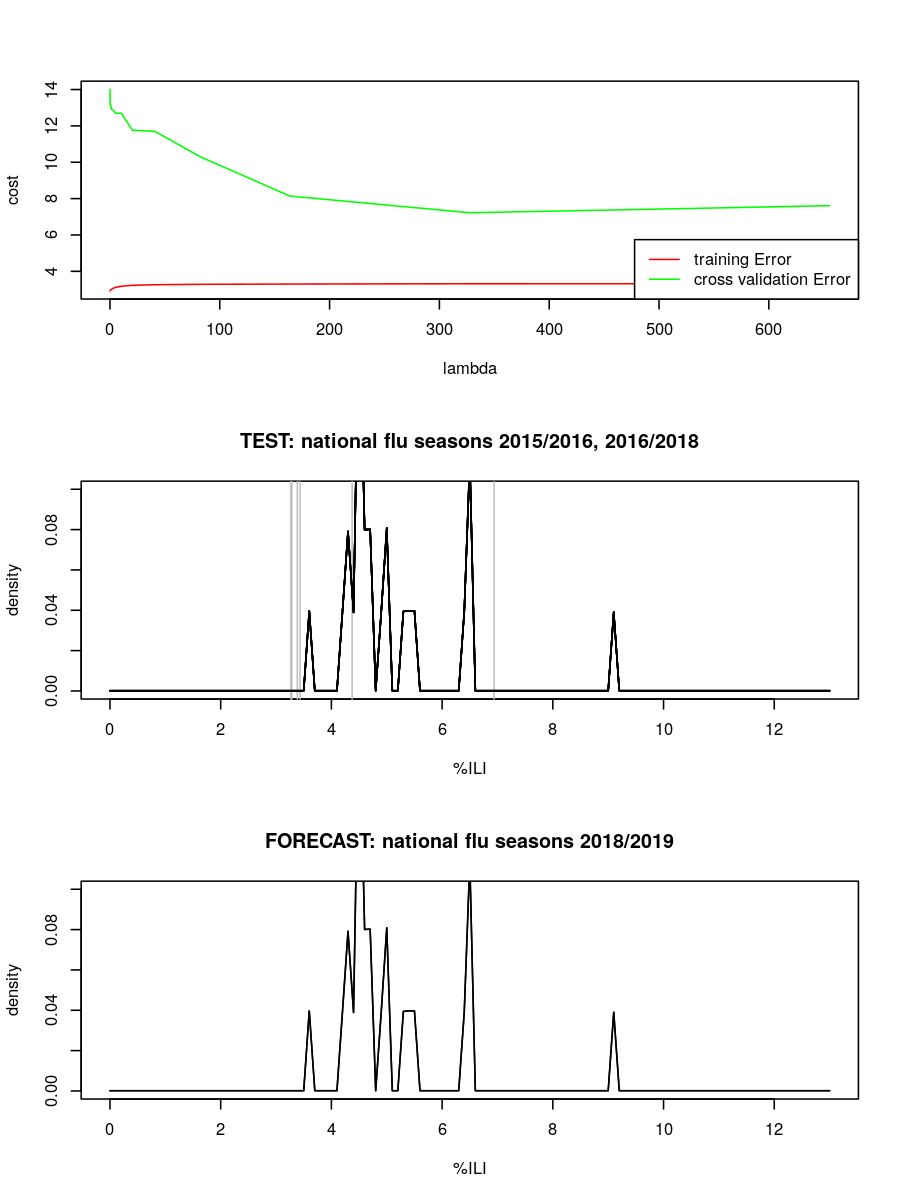 14
12
10
8
6
4
cost
training Error
cross validation Error
0 100 200 300 400 500 600
lambda
TEST: national flu seasons 2015/2016, 2016/2018
0.08
0.04
0.00
density
0 2 4 6 8 10 12
%ILI
FORECAST: national flu seasons 2018/2019
0.08
0.04
0.00
density
0 2 4 6 8 10 12
%ILI